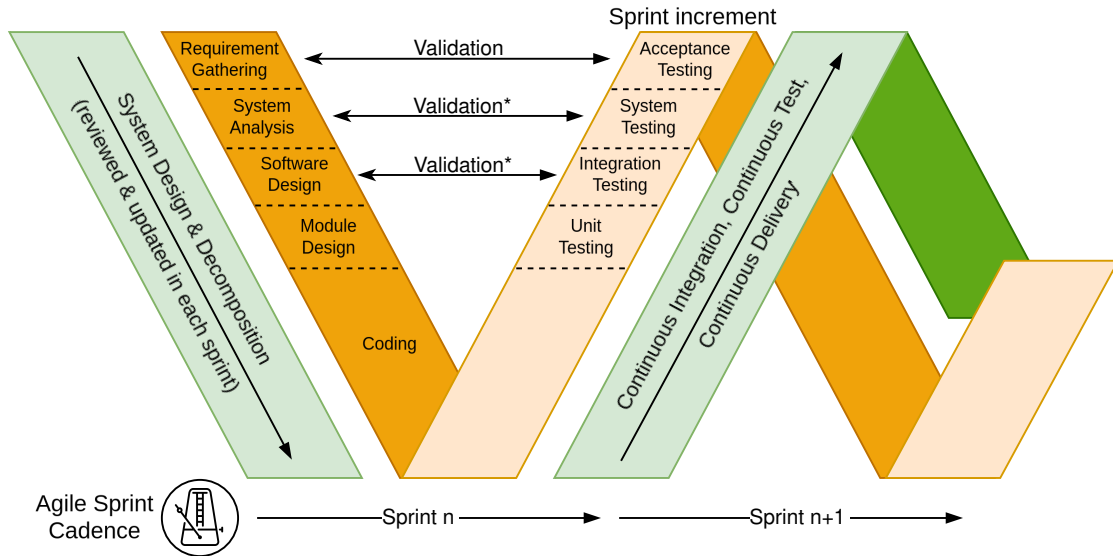 Sprint increment
System Design & Decomposition
(reviewed & updated in each sprint)
Requirement
Gathering
Validation
Acceptance
Testing
System
Analysis
Validation*
System
Testing
Software
Design
Validation*
Integration
Testing
Module
Design
Unit
Testing
Coding
Continuous Integration, Continuous Test,
Continuous Delivery
Agile Sprint
Cadence
Sprint n
Sprint n+1